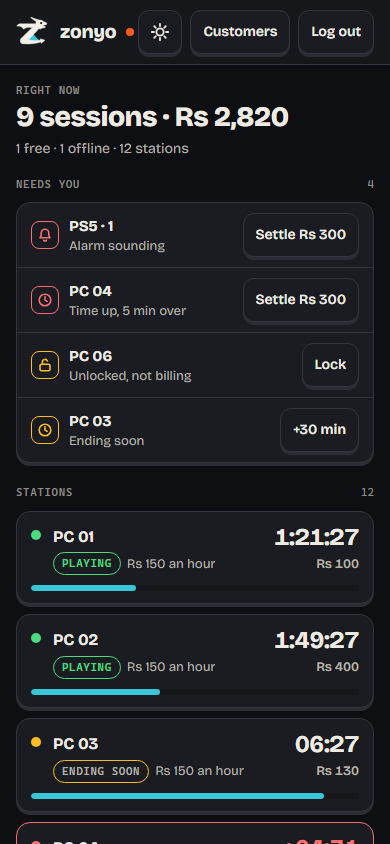 zonyo
Customers
Log out
RIGHT NOW
9 sessions · Rs 2,820
1 free · 1 offline · 12 stations
NEEDS YOU
4
PS5 · 1
Alarm sounding
Settle Rs 300
PC 04
Time up, 5 min over
Settle Rs 300
PC 06
Unlocked, not billing
Lock
PC 03
Ending soon
+30 min
STATIONS
12
PC 01
1:21:27
PLAYING
Rs 150 an hour
Rs 100
PC 02
1:49:27
PLAYING
Rs 150 an hour
Rs 400
PC 03
06:27
ENDING SOON
Rs 150 an hour
Rs 130